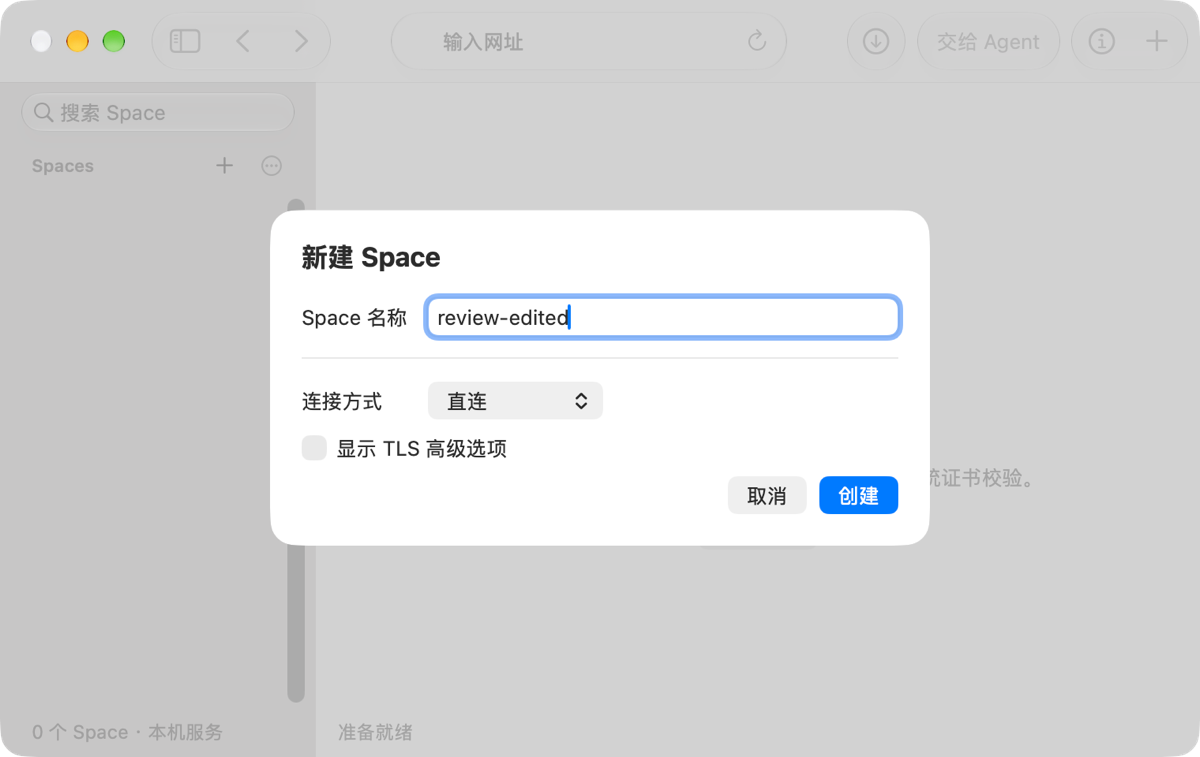 输入网址
交给 Agent
搜索 Space
Spaces
新建 Space
Space 名称
review-edited
连接方式
直连
显示 TLS 高级选项
证书校验。
取消
创建
0 个 Space · 本机服务
准备就绪